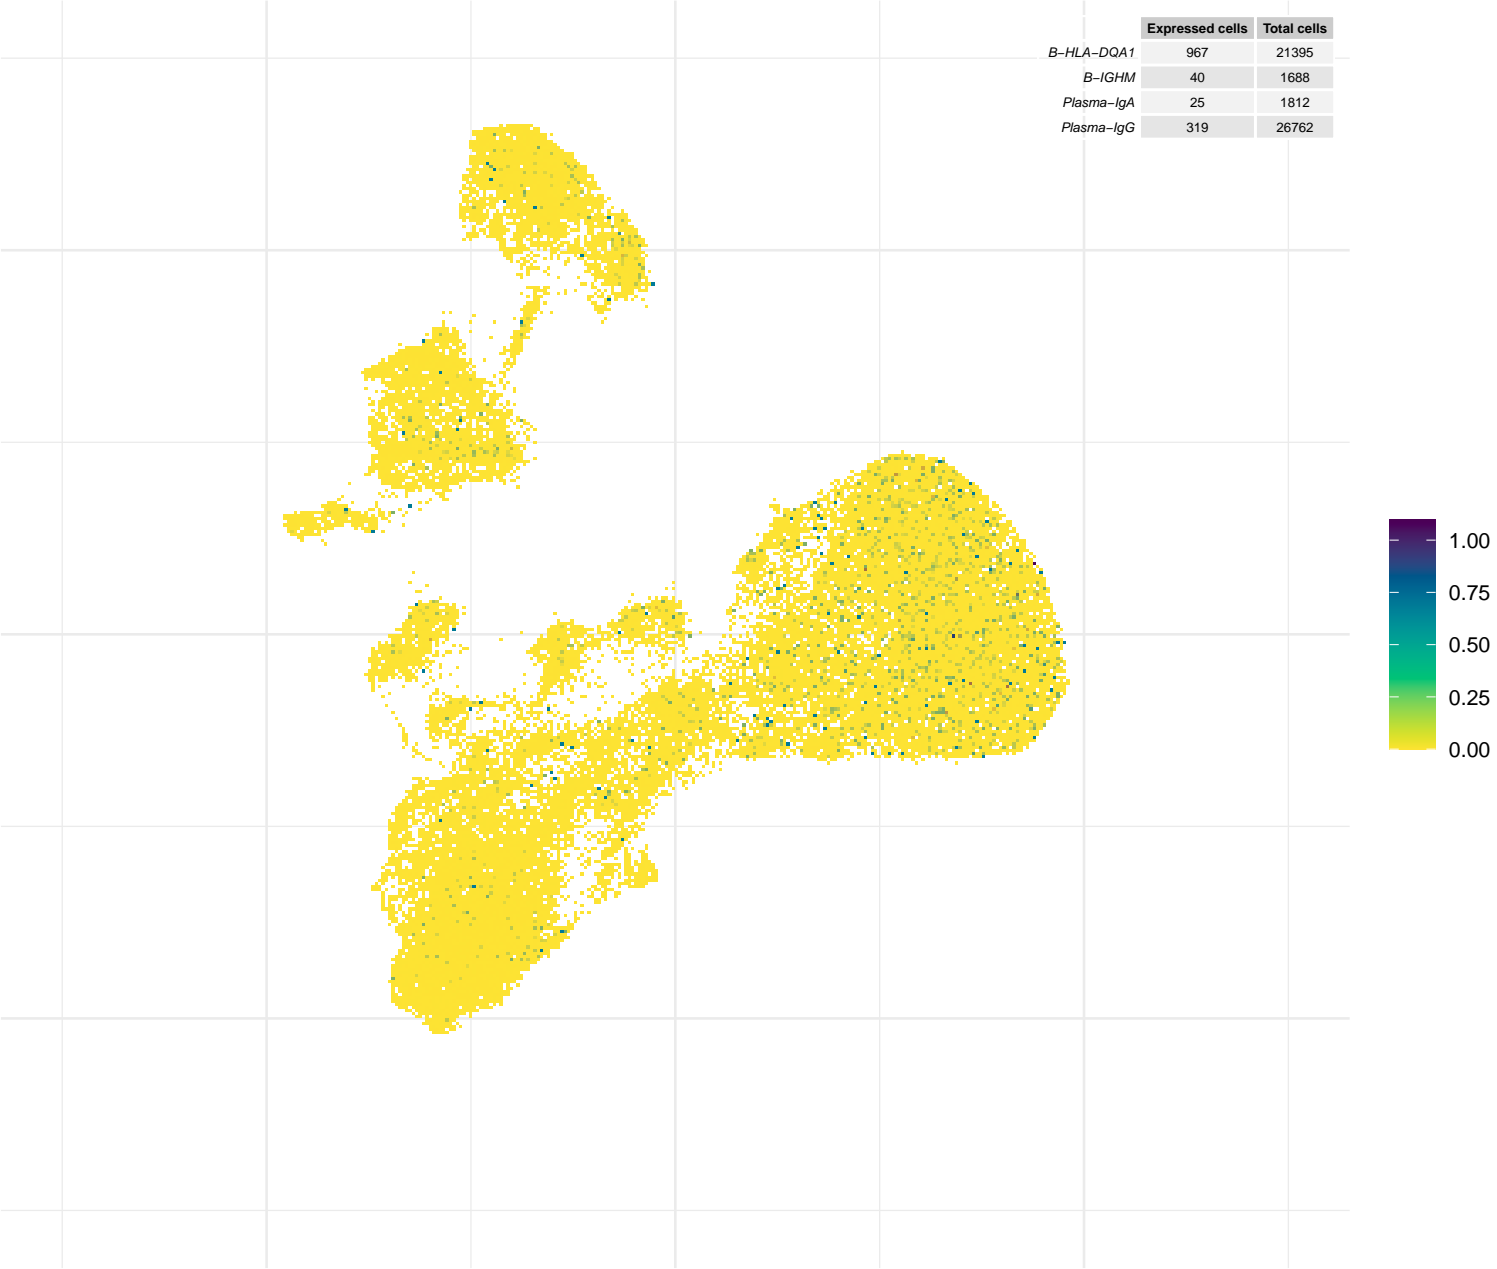 Expressed cells Total cells
B−HLA−DQA1 967 21395
B−IGHM 40 1688
Plasma−IgA 25 1812
Plasma−IgG 319 26762
1.00
0.75
0.50
0.25
0.00